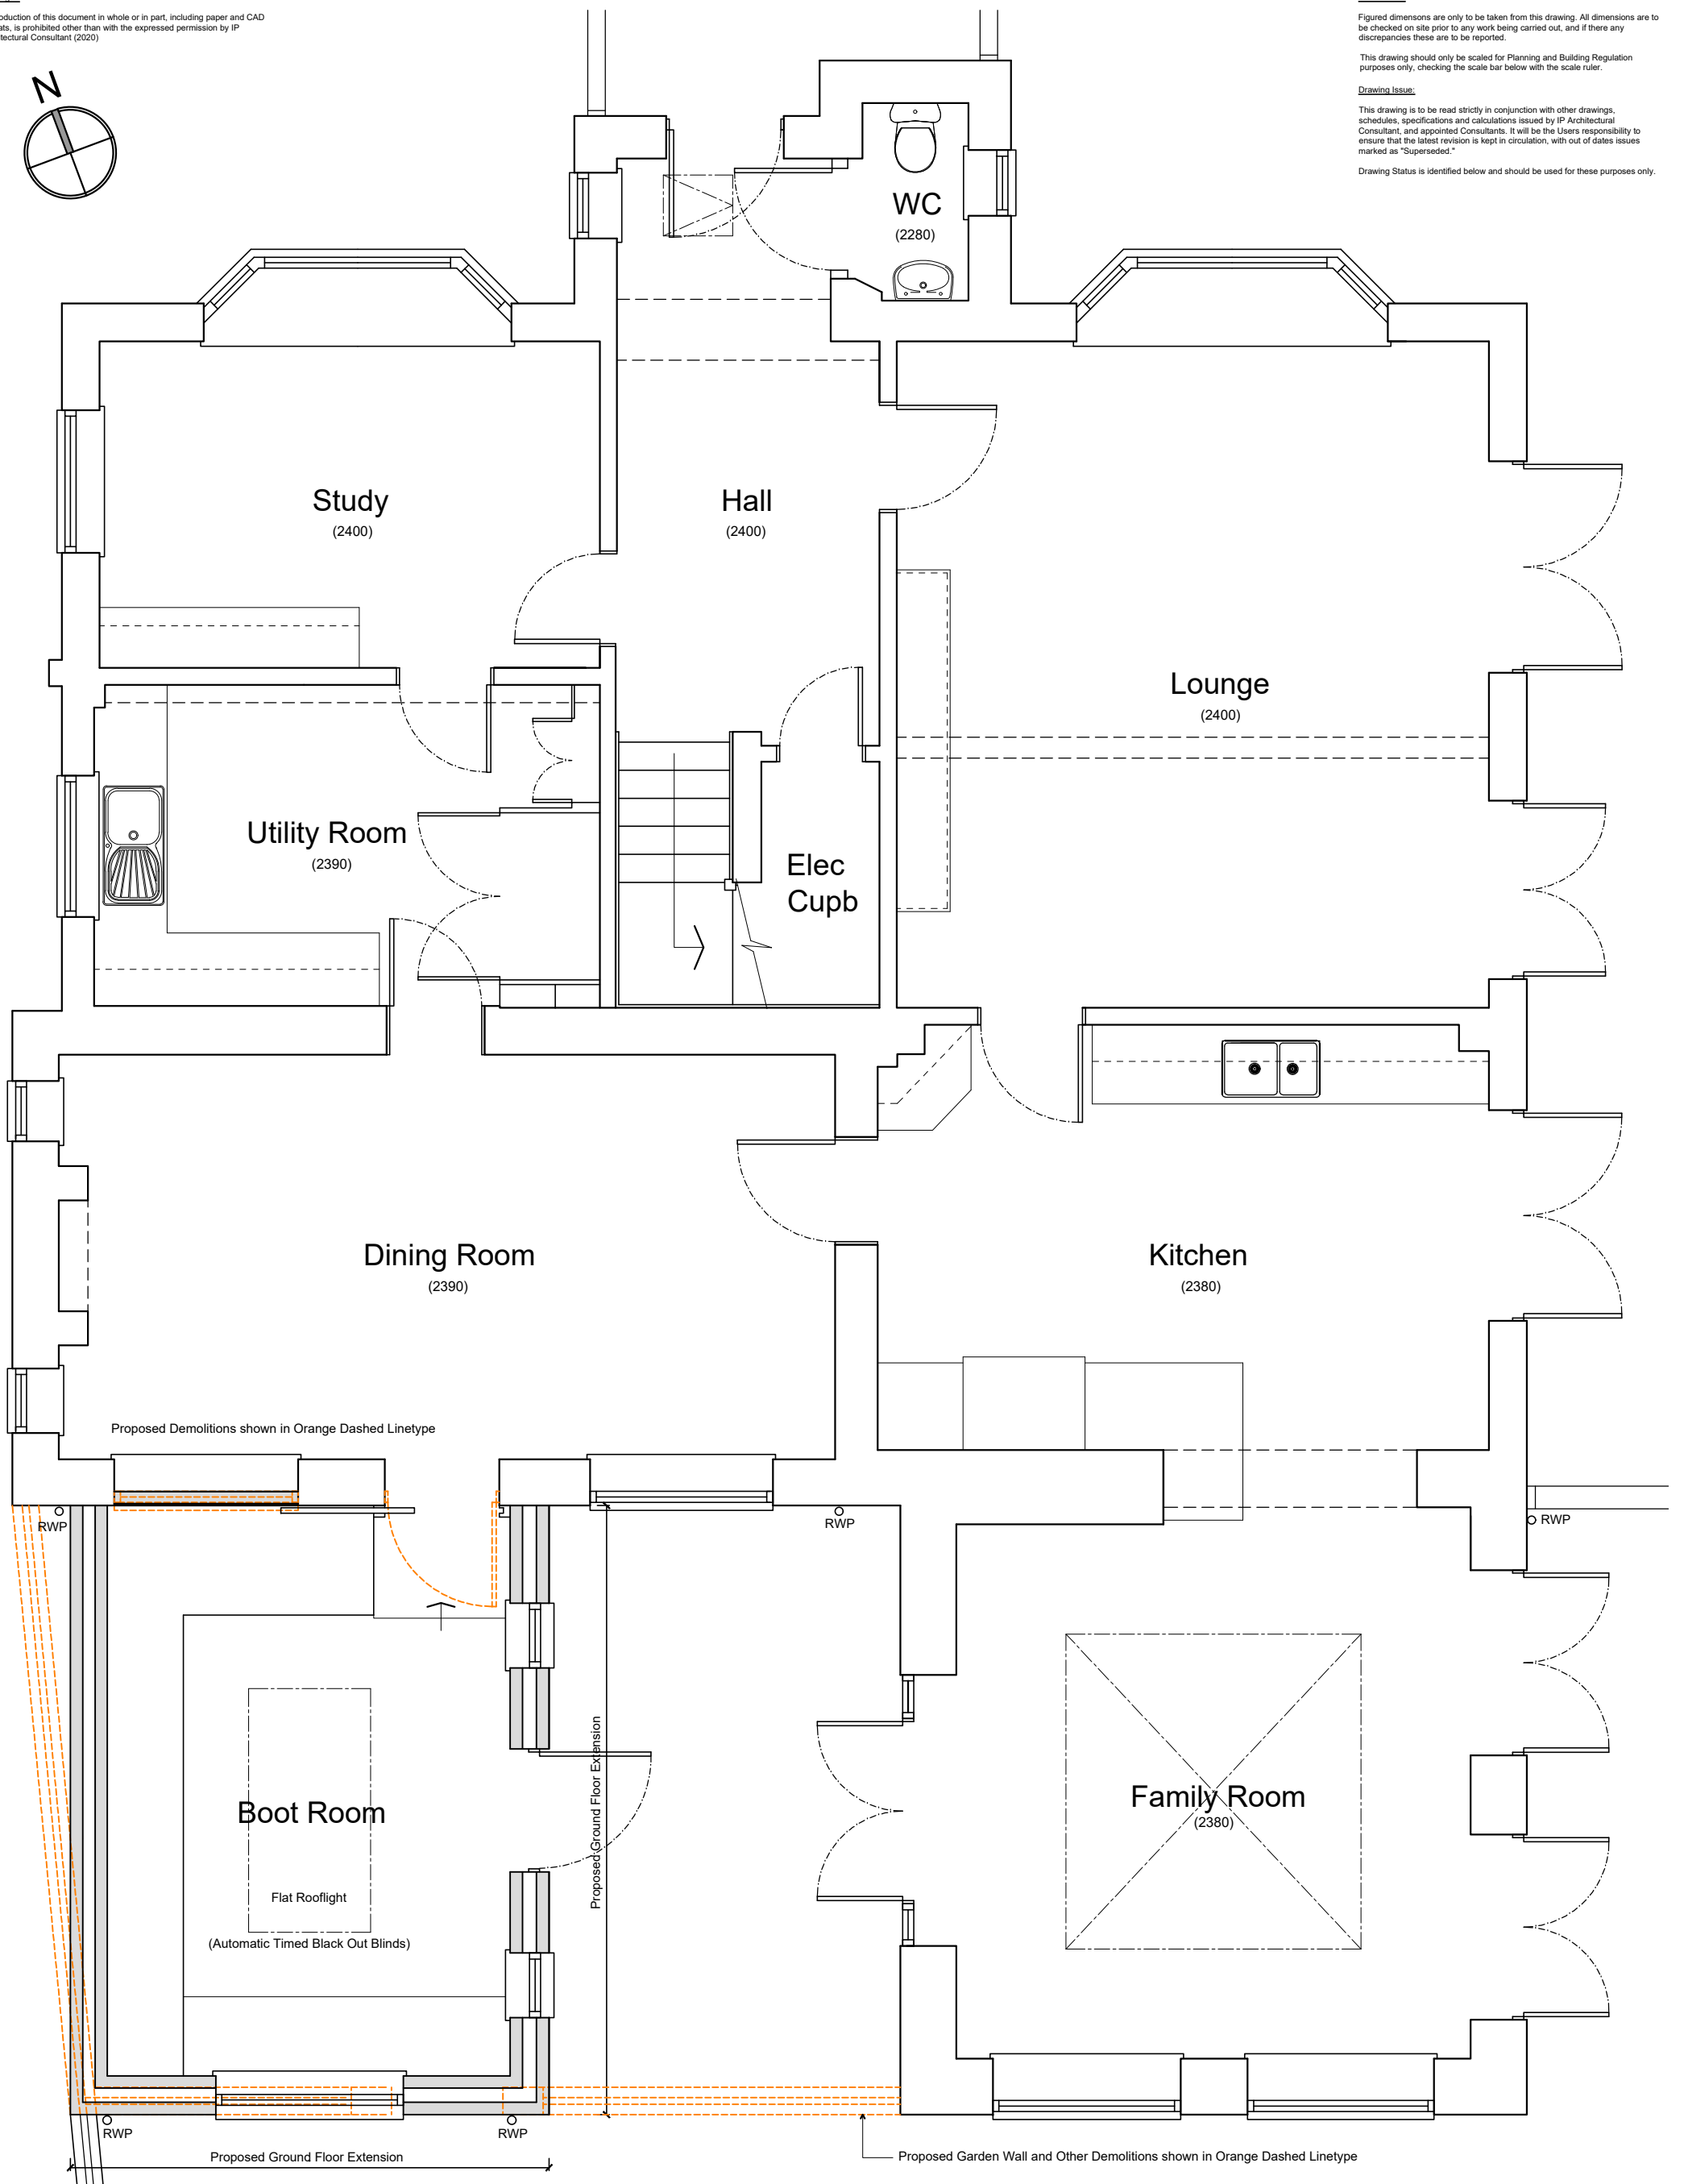 oduction of this document in whole or in part, including paper and CAD
ats, is prohibited other than with the expressed permission by IP
itectural Consultant (2020)
N
Figured dimensons are only to be taken from this drawing. All dimensions are to
be checked on site prior to any work being carried out, and if there any
discrepancies these are to be reported.
This drawing should only be scaled for Planning and Building Regulation
purposes only, checking the scale bar below with the scale ruler.
Drawing Issue:
This drawing is to be read strictly in conjunction with other drawings,
schedules, specifications and calculations issued by IP Architectural
Consultant, and appointed Consultants. It will be the Users responsibility to
ensure that the latest revision is kept in circulation, with out of dates issues
marked as "Superseded."
Drawing Status is identified below and should be used for these purposes only.
WC
(2280)
Study
(2400)
Hall
(2400)
Lounge
(2400)
Utility Room
(2390)
Elec
Cupb
Dining Room
(2390)
Kitchen
(2380)
Proposed Demolitions shown in Orange Dashed Linetype
RWP
RWP
RWP
Proposed Ground Floor Extension
Boot Room
Family Room
(2380)
Flat Rooflight
(Automatic Timed Black Out Blinds)
RWP
RWP
Proposed Ground Floor Extension
Proposed Garden Wall and Other Demolitions shown in Orange Dashed Linetype